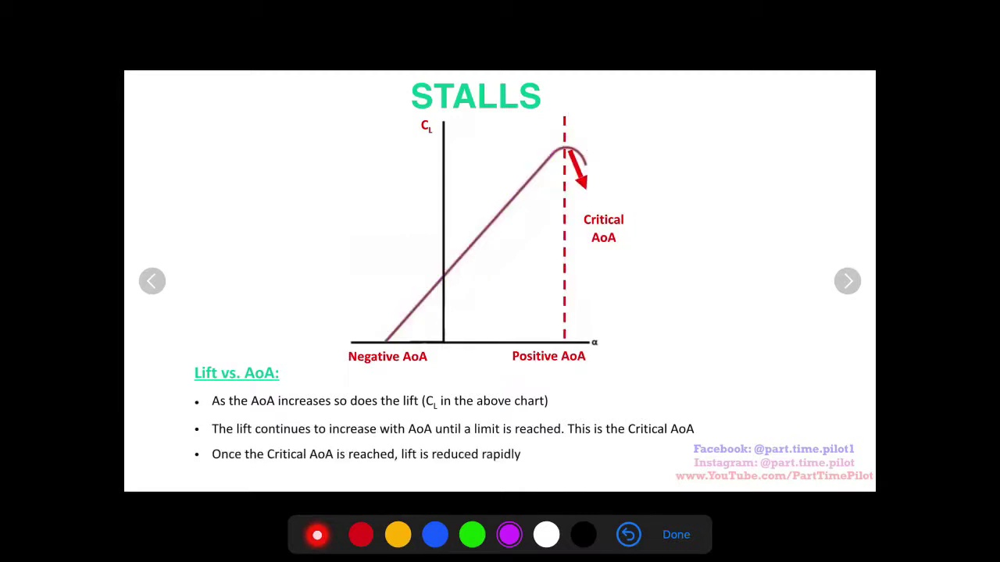 STALLS
CL
Critical
AoA
α
Negative AoA
Positive AoA
Lift vs. AoA:
• As the AoA increases so does the lift (CL in the above chart)
• The lift continues to increase with AoA until a limit is reached. This is the Critical AoA
• Once the Critical AoA is reached, lift is reduced rapidly
Facebook: @part.time.pilot1
Instagram: @part.time.pilot
www.YouTube.com/PartTimePilot
Done